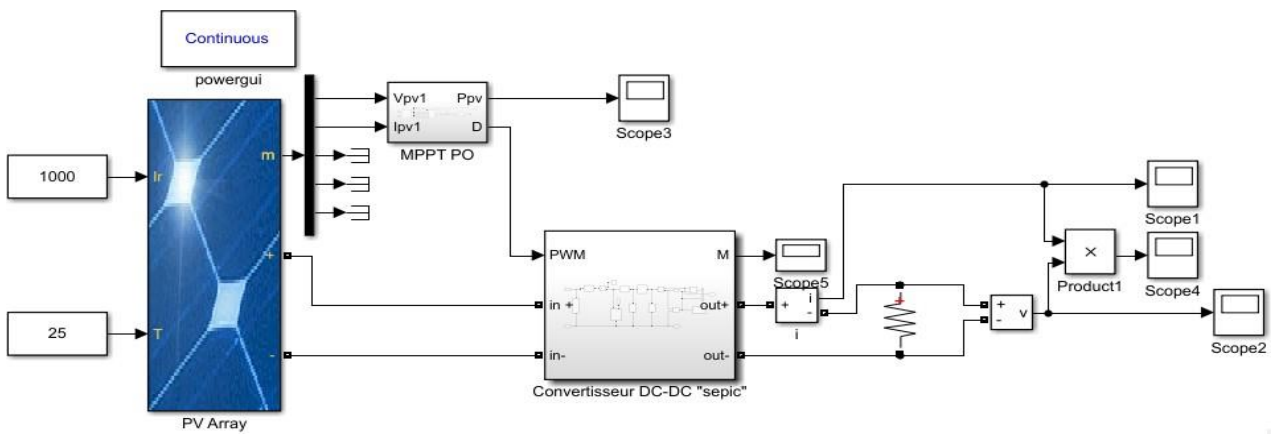 Continuous
powergui
Vpv1 Ppv
Ipv1 D
MPPT PO
Scope3
1000
Ir
m
+
25
T
-
PV Array
PWM M
in + out+
in- out-
Convertisseur DC-DC "sepic"
Scope5
+ i
-
i
+
+
- v
Scope1
×
Product1
Scope4
Scope2